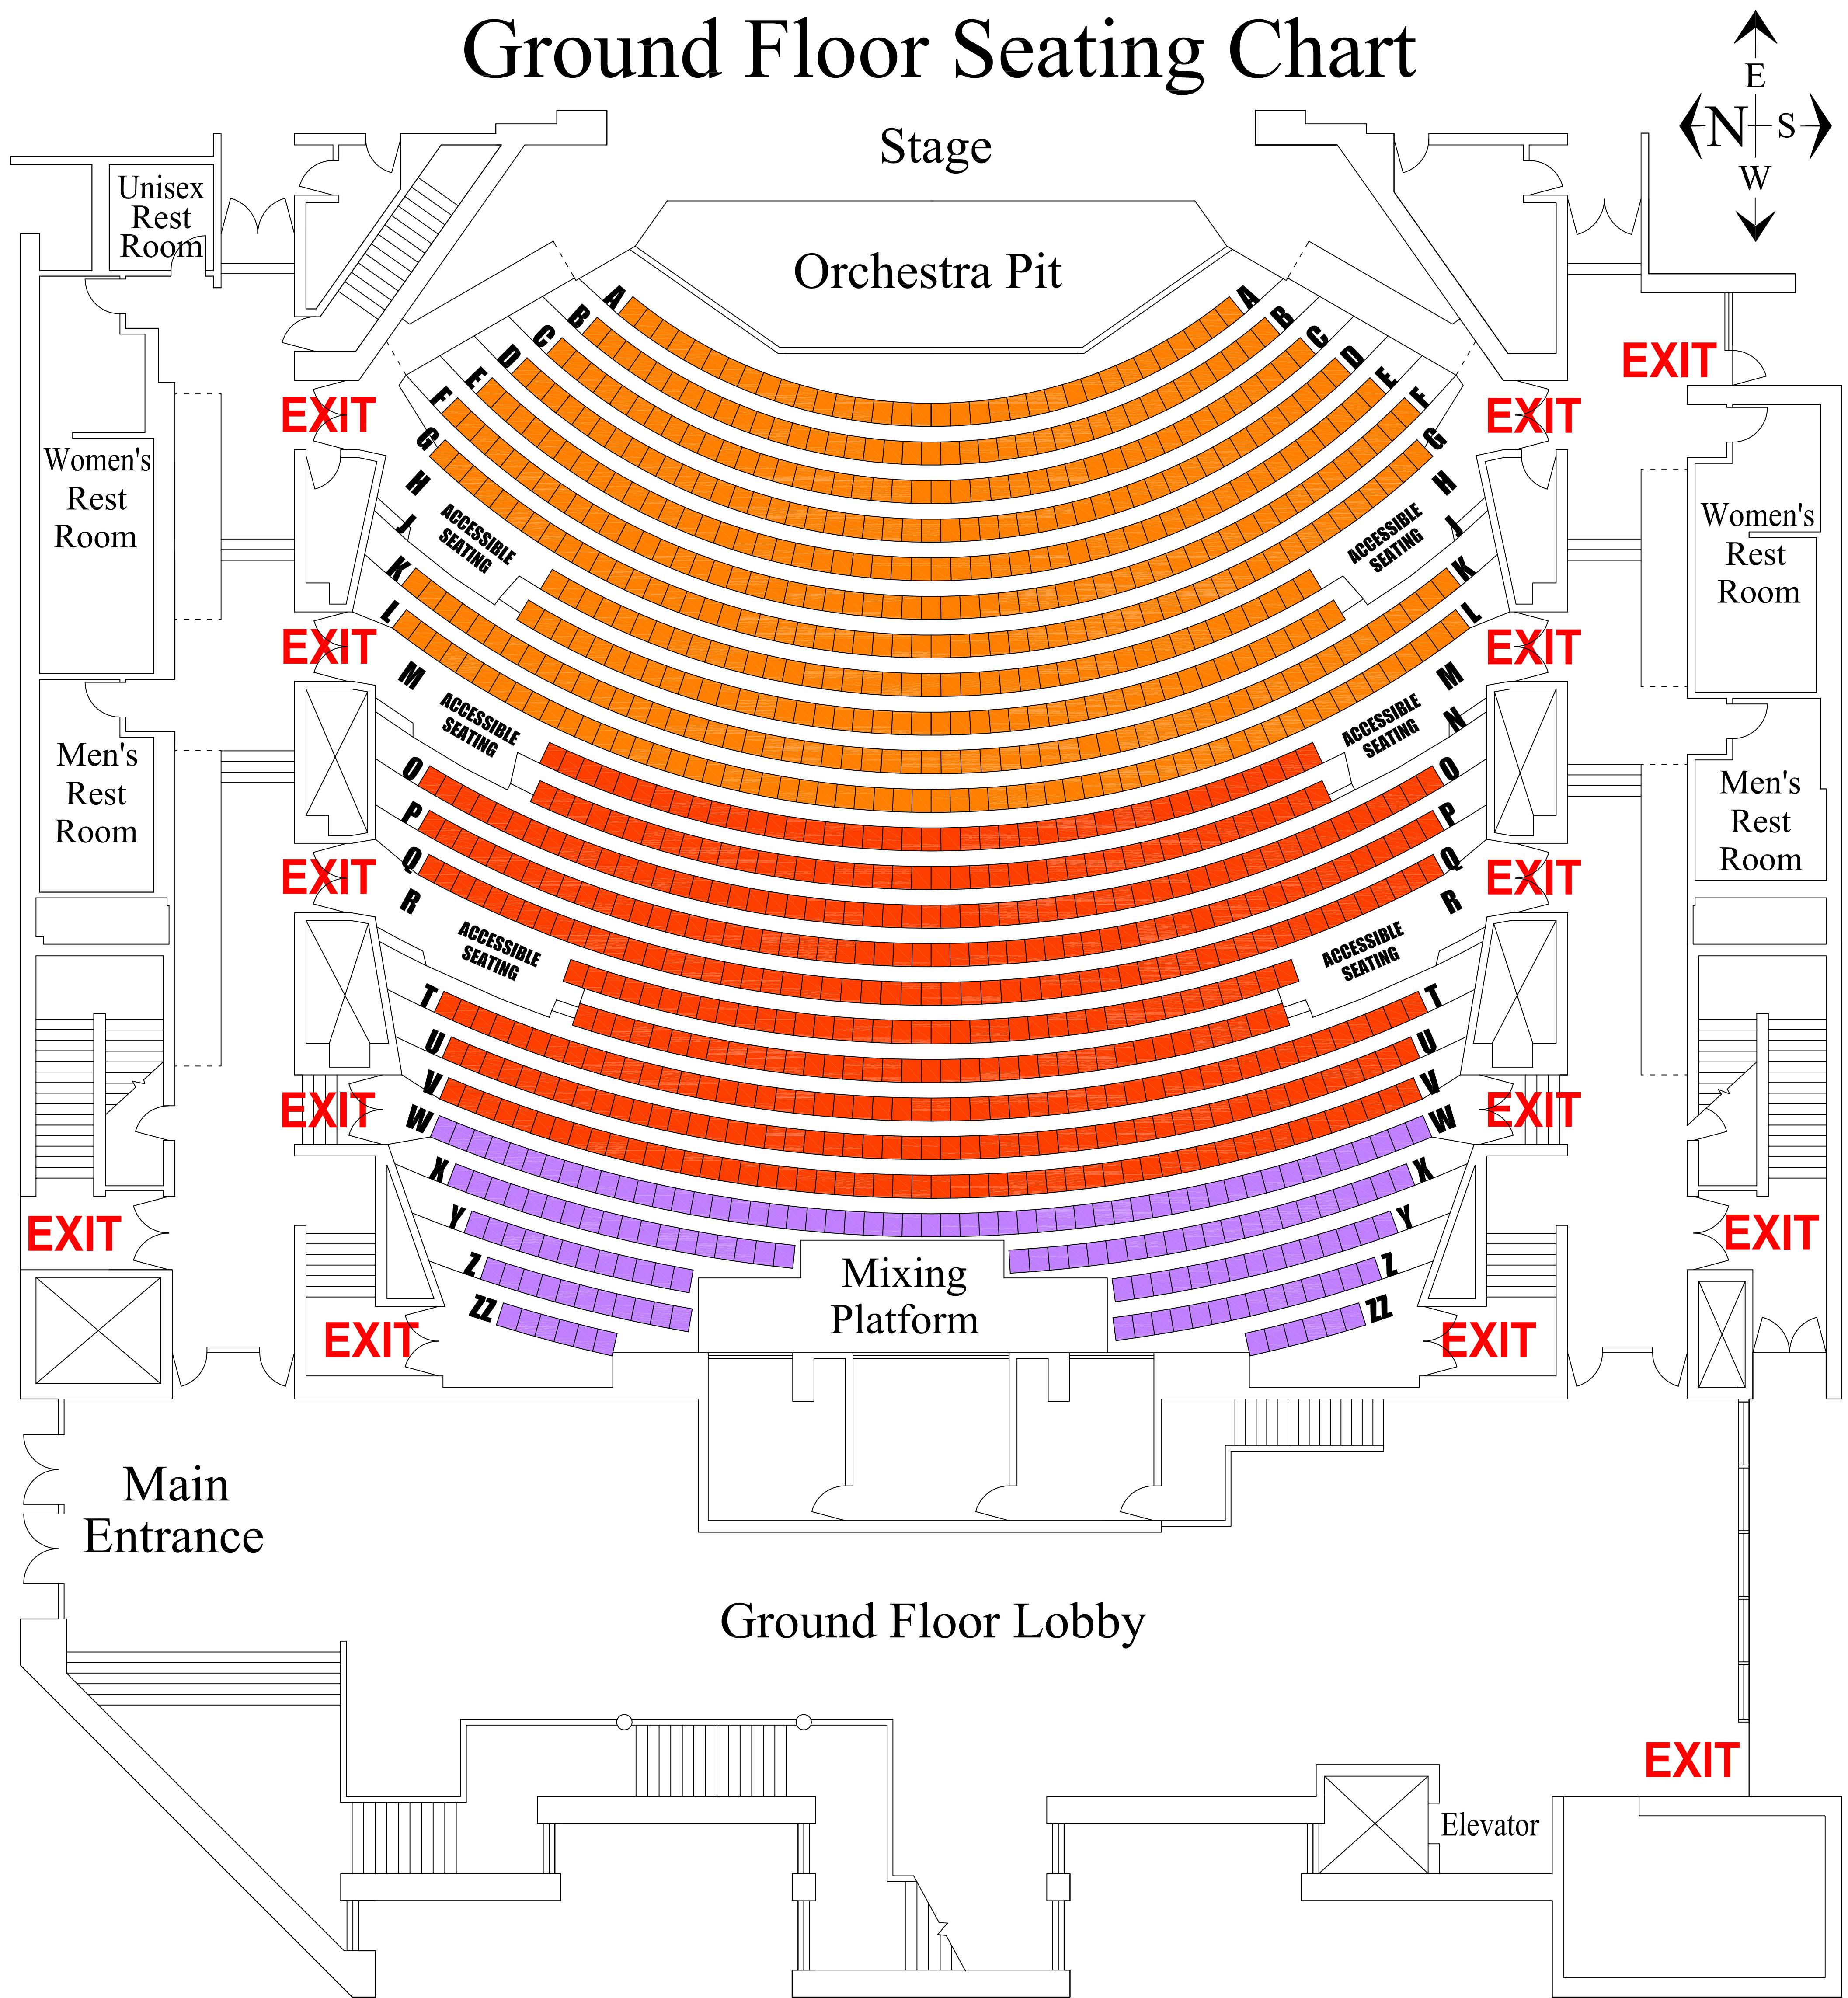 Ground Floor Seating Chart
E
N S
W
Stage
Unisex
Rest
Room
Orchestra Pit
A A
B B
C C
D D
E E
F F
G G
H H
J J
K K
L L
M M
N
O O
P P
Q Q
R R
T T
U U
V V
W W
X X
Y Y
Z Z
ZZ ZZ
EXIT
EXIT
EXIT
Women's
Rest
Room
Women's
Rest
Room
ACCESSIBLE
SEATING
ACCESSIBLE
SEATING
EXIT
EXIT
ACCESSIBLE
SEATING
ACCESSIBLE
SEATING
Men's
Rest
Room
Men's
Rest
Room
EXIT
EXIT
ACCESSIBLE
SEATING
ACCESSIBLE
SEATING
EXIT
EXIT
EXIT
EXIT
Mixing
Platform
EXIT
EXIT
Main
Entrance
Ground Floor Lobby
EXIT
Elevator